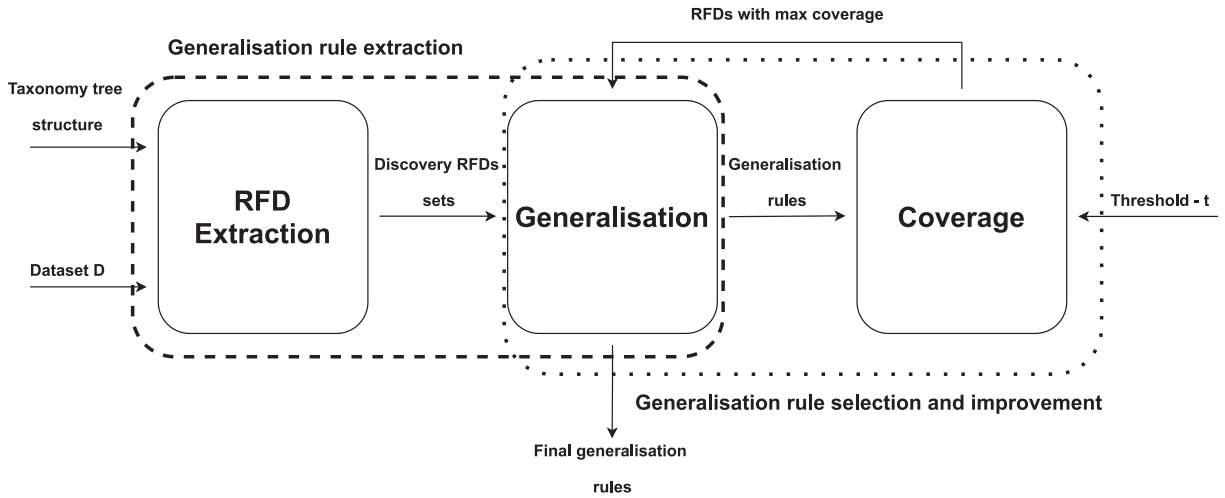 RFDs with max coverage
Generalisation rule extraction
Taxonomy tree
structure
Discovery RFDs
sets
Generalisation
rules
RFD
Extraction
Generalisation
Coverage
Threshold - t
Dataset D
Generalisation rule selection and improvement
Final generalisation
rules